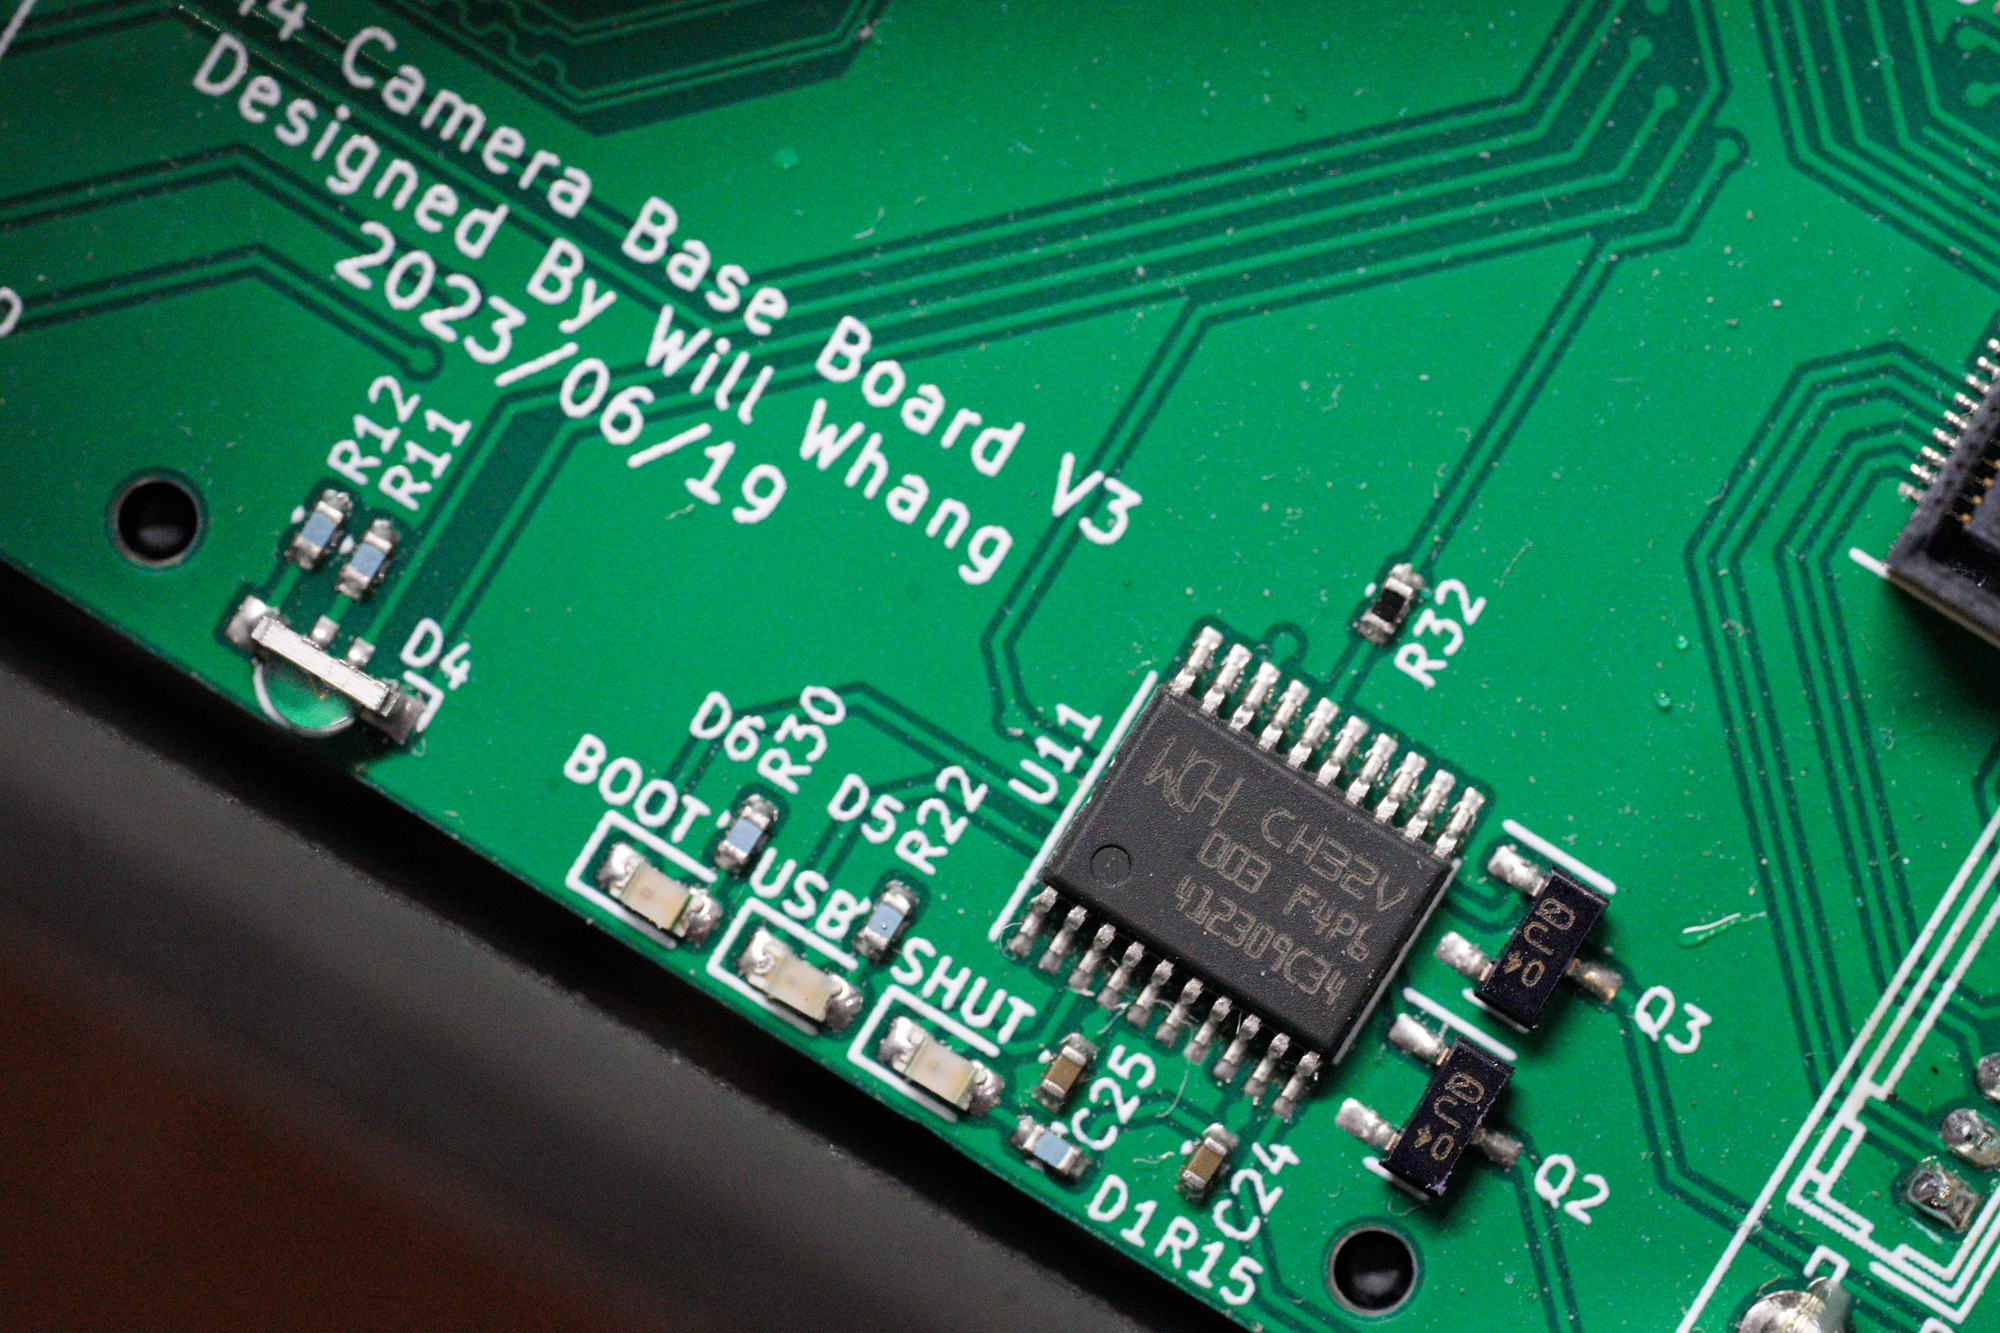 4 Camera Base Board V3
Designed By Will Whang
2023/06/19
R12
R11
D4
R32
D6
R30
BOOT
D5
R22
USB
U11
SHUT
WCH CH32V
003 F4P6
412309C34
C25
C24
D1
R15
Q3
Q2